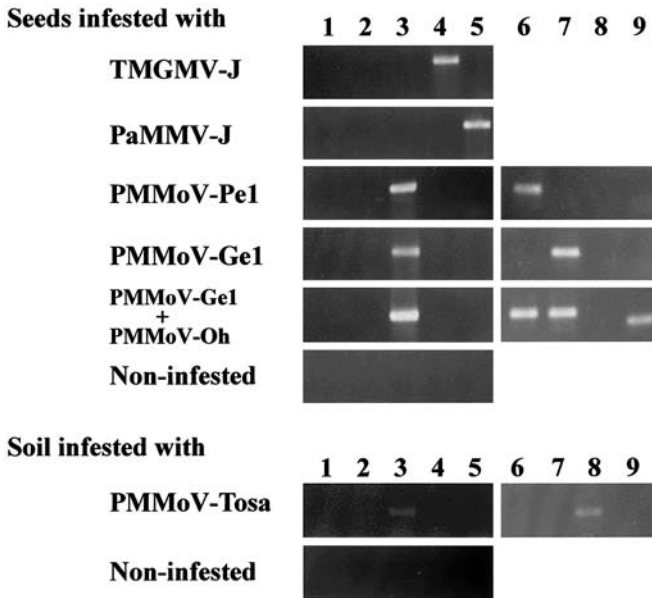 Seeds infested with
1 2 3 4 5 6 7 8 9
TMGMV-J
PaMMV-J
PMMoV-Pe1
PMMoV-Ge1
PMMoV-Ge1
+
PMMoV-Oh
Non-infested
Soil infested with
1 2 3 4 5 6 7 8 9
PMMoV-Tosa
Non-infested